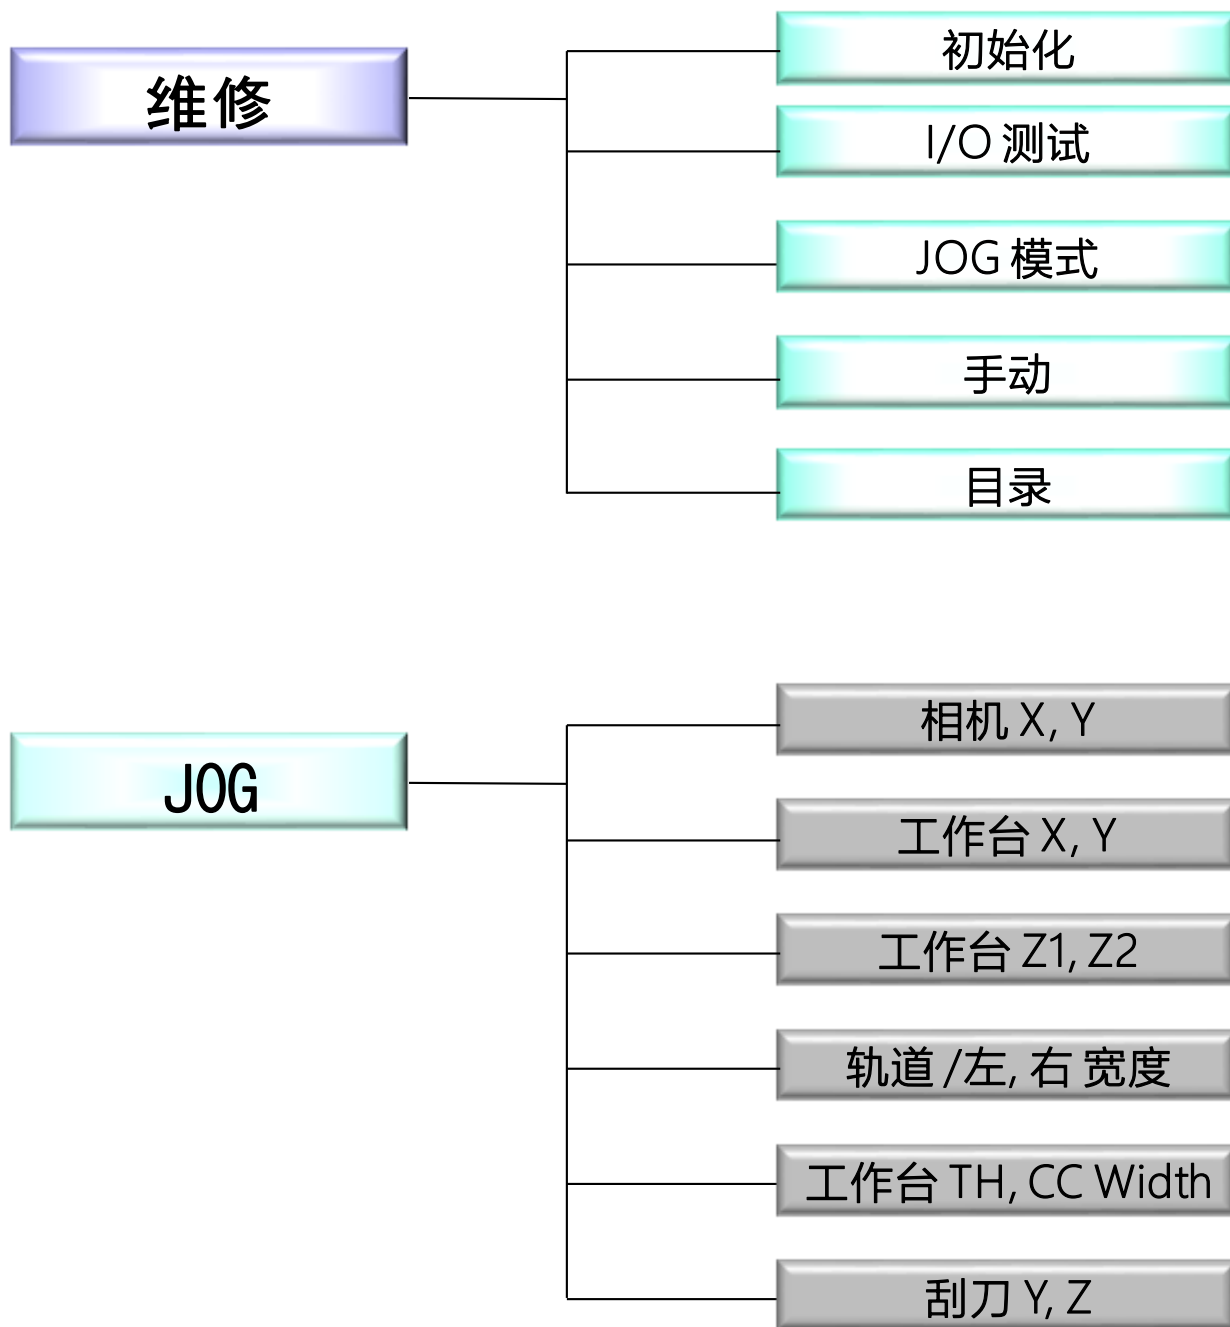 维修
初始化
I/O 测试
JOG 模式
手动
目录
JOG
相机 X, Y
工作台 X, Y
工作台 Z1, Z2
轨道 /左, 右 宽度
工作台 TH, CC Width
刮刀 Y, Z